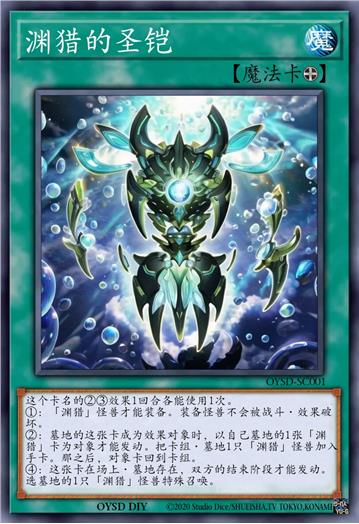 渊猎的圣铠
魔
【魔法卡】
OYSD-SC001
这个卡名的②③效果1回合各能使用1次。
①：「渊猎」怪兽才能装备。装备怪兽不会被战斗·效果破
坏。
②：墓地的这张卡成为效果对象时，以自己墓地的1张「渊
猎」卡为对象才能发动。把卡组·墓地1只「渊猎」怪兽加入
手卡。那之后，对象卡回到卡组。
④：这张卡在场上·墓地存在，双方的结束阶段才能发动。
选墓地的1只「渊猎」怪兽特殊召唤。
OYSD DIY
©2020 Studio Dice/SHUEISHA,TV TOKYO,KONAMI